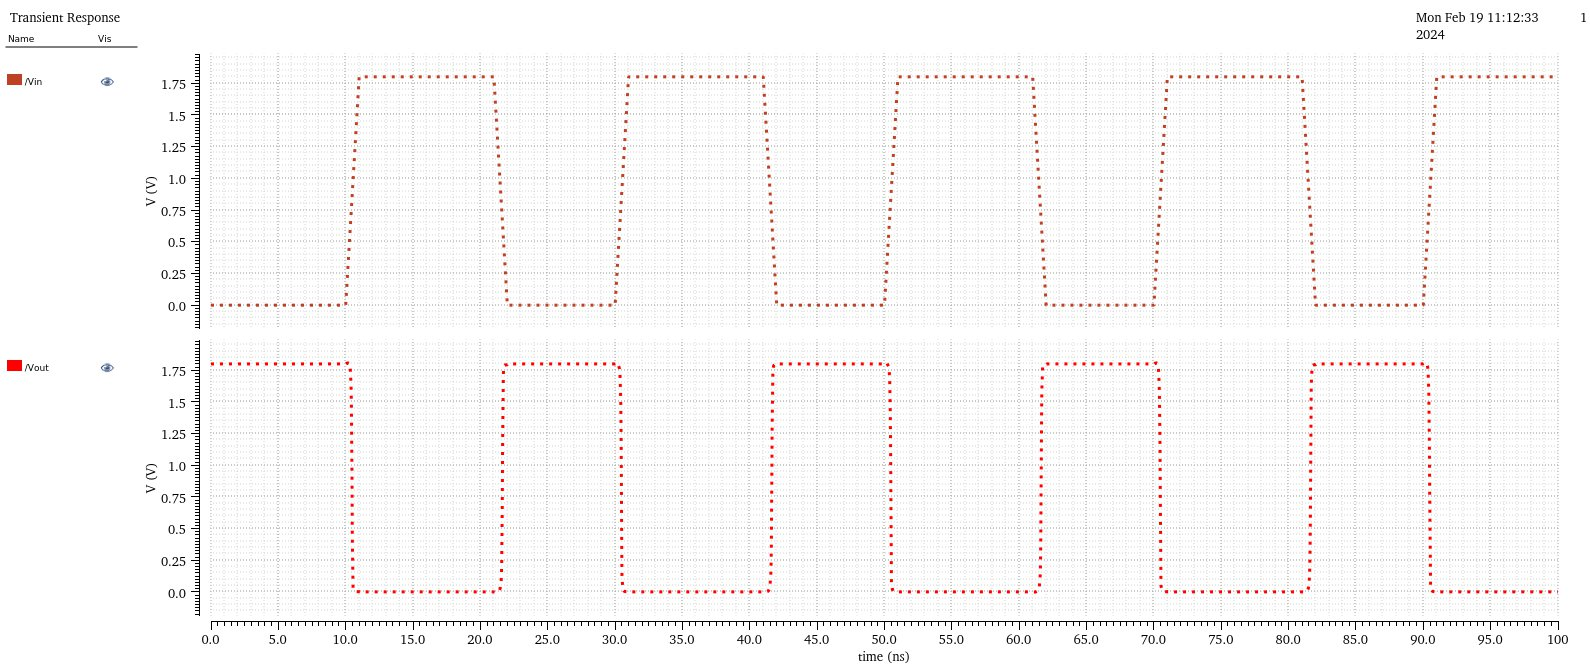 Transient Response
Mon Feb 19 11:12:33
2024
1
Name Vis
/Vin
1.75
1.5
1.25
1.0
0.75
0.5
0.25
0.0
V (V)
/Vout
1.75
1.5
1.25
1.0
0.75
0.5
0.25
0.0
V (V)
0.0 5.0 10.0 15.0 20.0 25.0 30.0 35.0 40.0 45.0 50.0 55.0 60.0 65.0 70.0 75.0 80.0 85.0 90.0 95.0 100
time (ns)